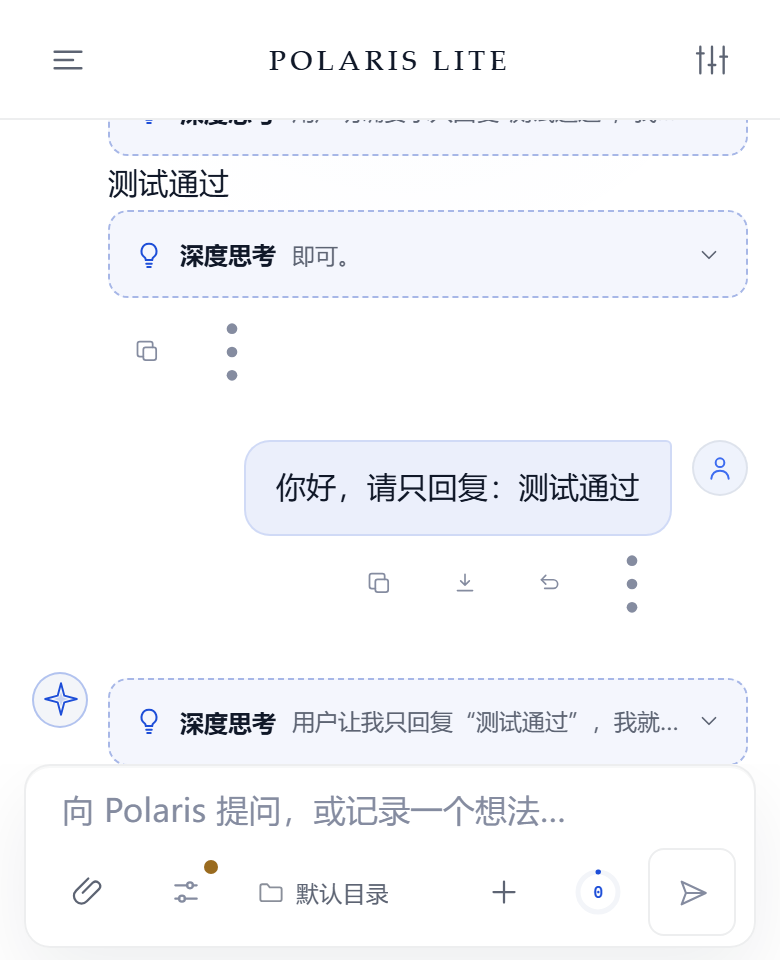 POLARIS LITE
测试通过
深度思考 即可。
你好，请只回复：测试通过
深度思考 用户让我只回复“测试通过”，我就...
向 Polaris 提问，或记录一个想法...
默认目录
0